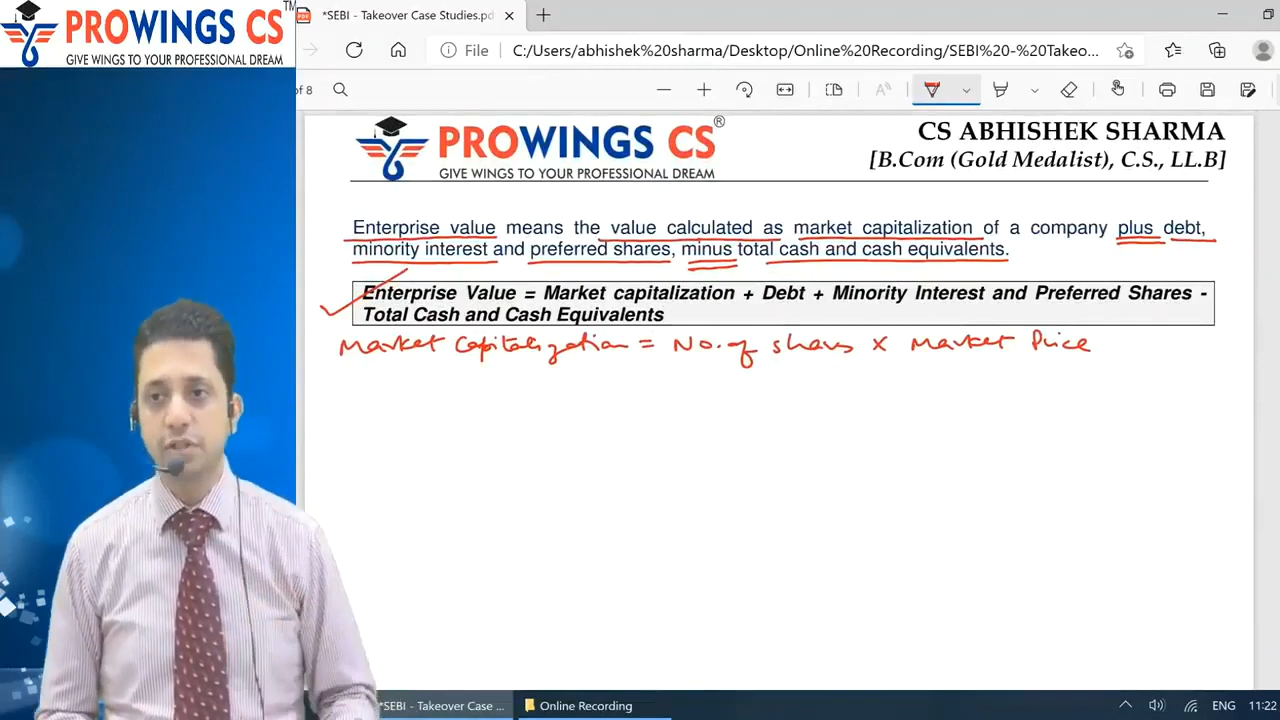 PROWINGS CS TM
GIVE WINGS TO YOUR PROFESSIONAL DREAM
*SEBI - Takeover Case Studies.pd
File C:/Users/abhishek%20sharma/Desktop/Online%20Recording/SEBI%20-%20Takeo...
of 8
PROWINGS CS ®
GIVE WINGS TO YOUR PROFESSIONAL DREAM
CS ABHISHEK SHARMA
[B.Com (Gold Medalist), C.S., LL.B]
Enterprise value means the value calculated as market capitalization of a company plus debt,
minority interest and preferred shares, minus total cash and cash equivalents.
Enterprise Value = Market capitalization + Debt + Minority Interest and Preferred Shares -
Total Cash and Cash Equivalents
Market Capitalization = No. of shares x Market Price
*SEBI - Takeover Case ...
Online Recording
ENG 11:22